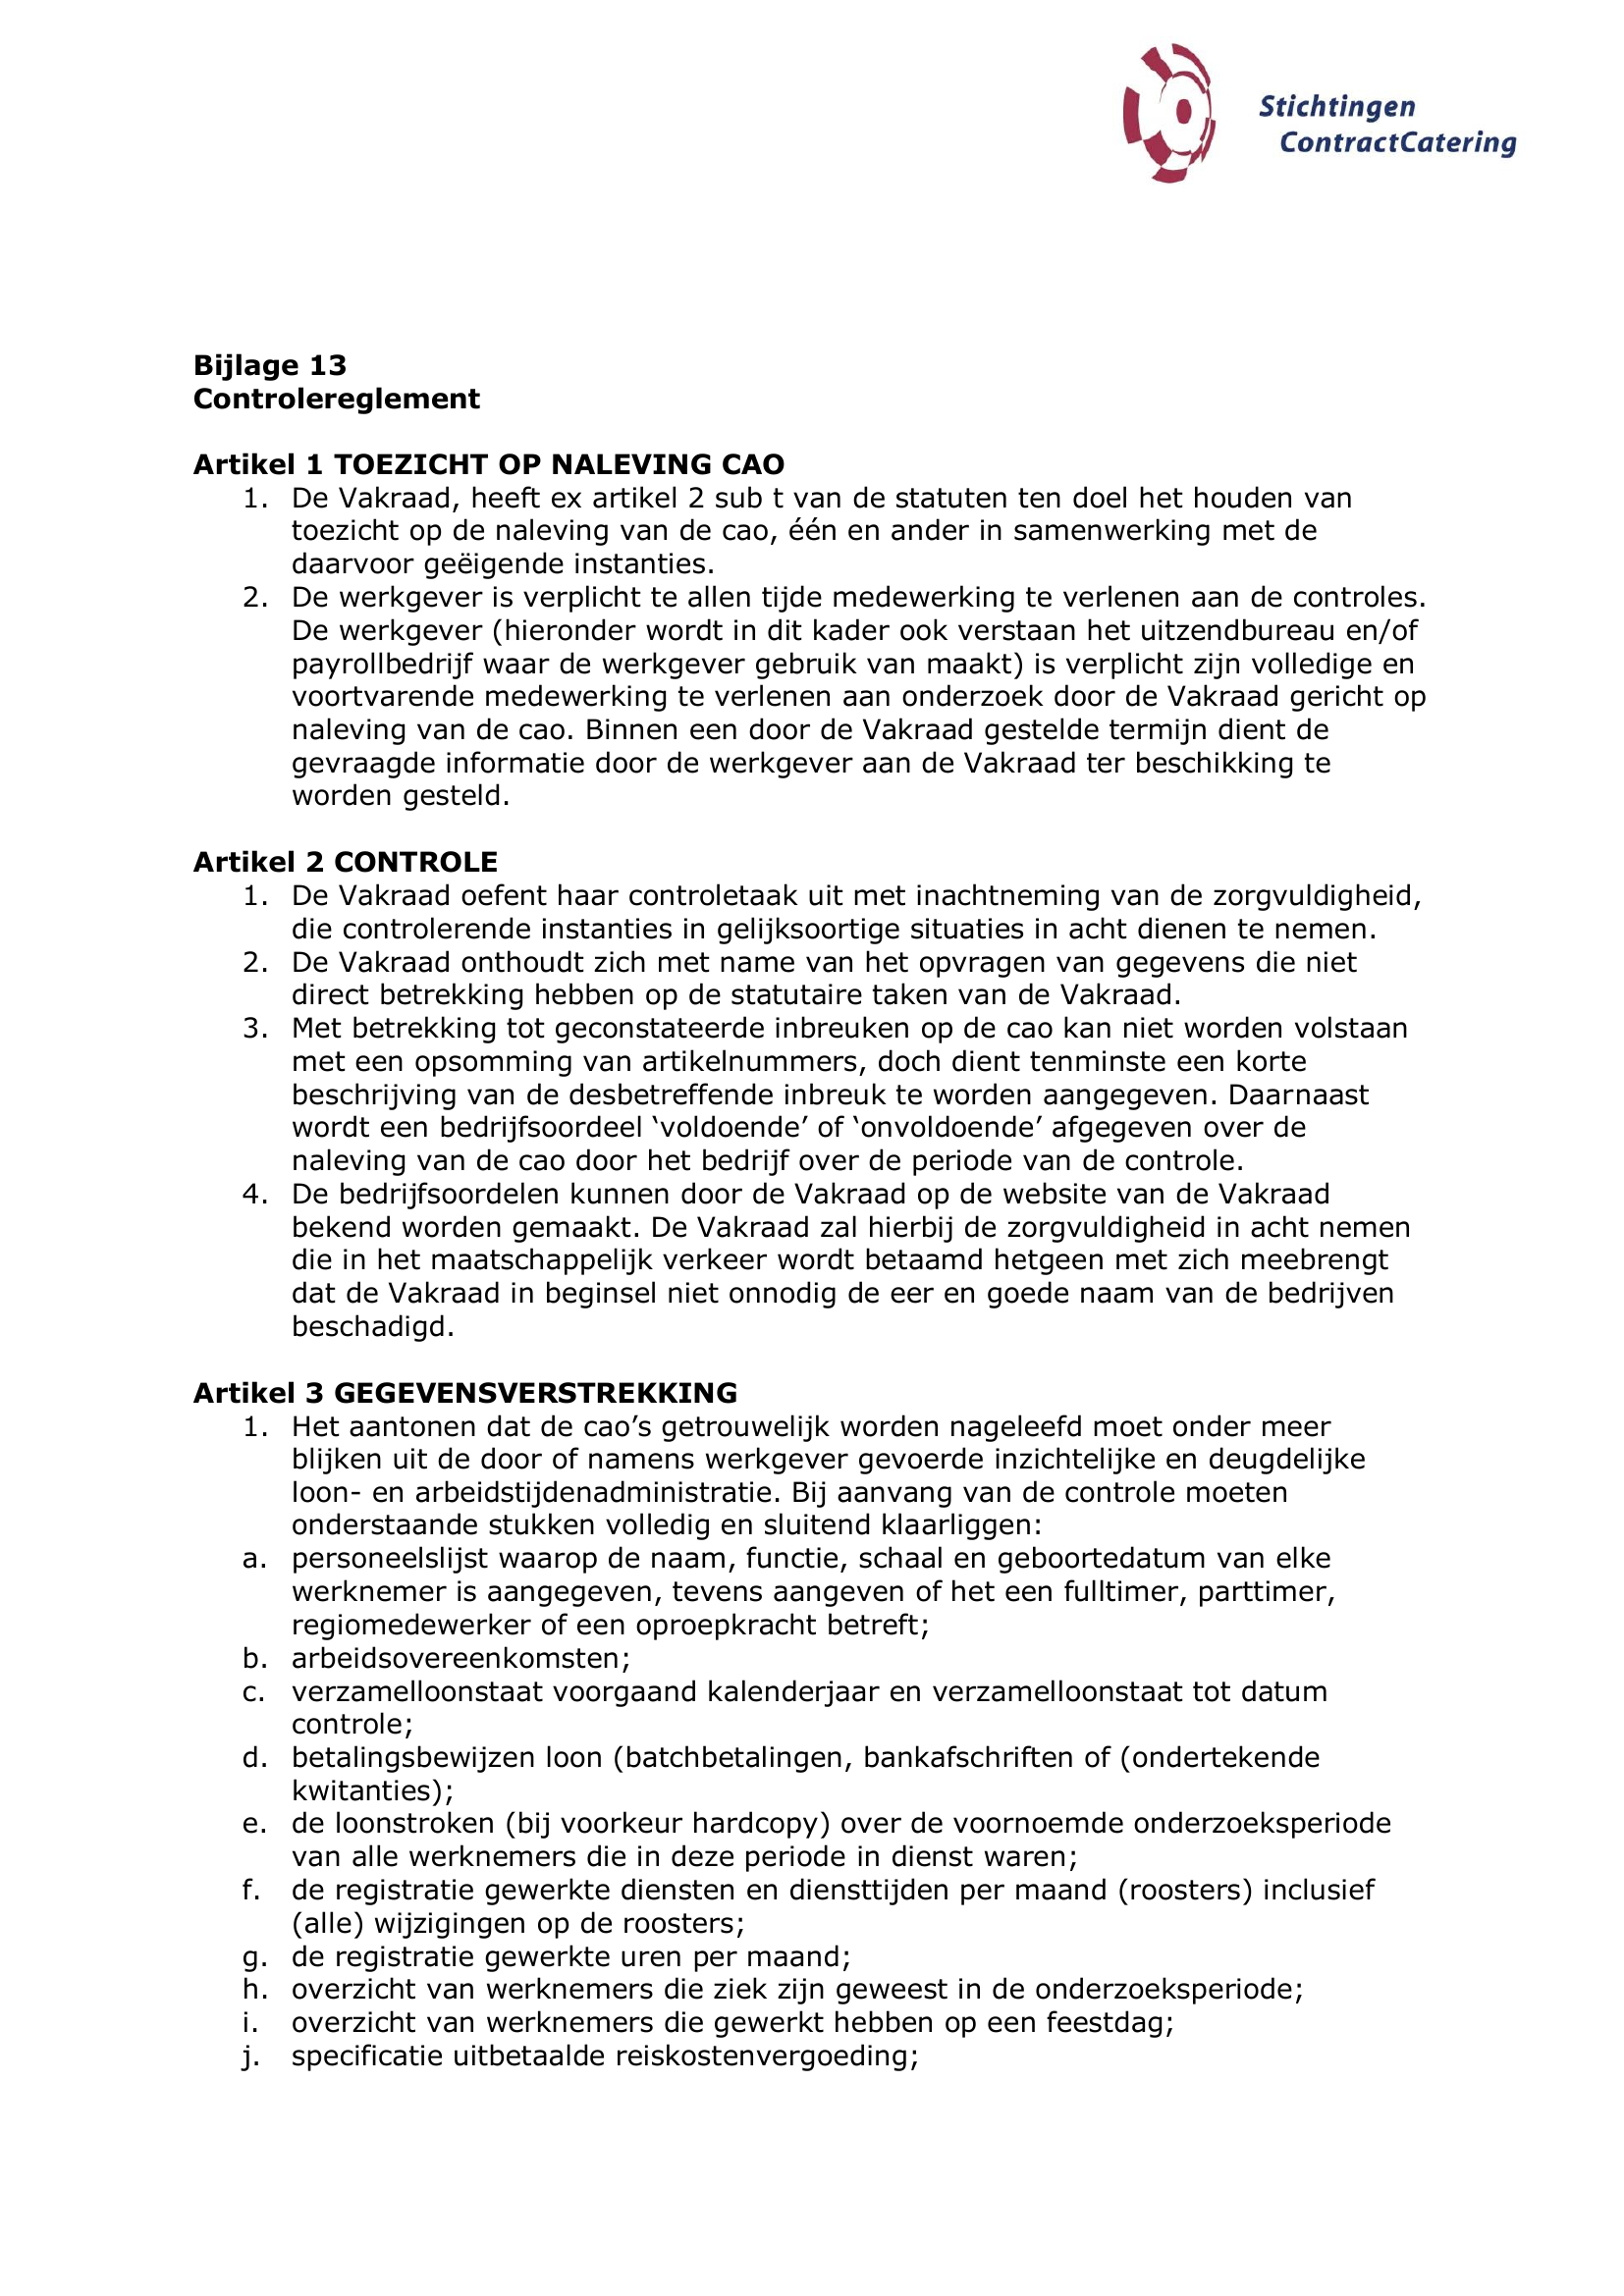 Stichtingen
ContractCatering
Bijlage 13
Controlereglement
Artikel 1 TOEZICHT OP NALEVING CAO
1. De Vakraad, heeft ex artikel 2 sub t van de statuten ten doel het houden van
toezicht op de naleving van de cao, één en ander in samenwerking met de
daarvoor geëigende instanties.
2. De werkgever is verplicht te allen tijde medewerking te verlenen aan de controles.
De werkgever (hieronder wordt in dit kader ook verstaan het uitzendbureau en/of
payrollbedrijf waar de werkgever gebruik van maakt) is verplicht zijn volledige en
voortvarende medewerking te verlenen aan onderzoek door de Vakraad gericht op
naleving van de cao. Binnen een door de Vakraad gestelde termijn dient de
gevraagde informatie door de werkgever aan de Vakraad ter beschikking te
worden gesteld.
Artikel 2 CONTROLE
1. De Vakraad oefent haar controletaak uit met inachtneming van de zorgvuldigheid,
die controlerende instanties in gelijksoortige situaties in acht dienen te nemen.
2. De Vakraad onthoudt zich met name van het opvragen van gegevens die niet
direct betrekking hebben op de statutaire taken van de Vakraad.
3. Met betrekking tot geconstateerde inbreuken op de cao kan niet worden volstaan
met een opsomming van artikelnummers, doch dient tenminste een korte
beschrijving van de desbetreffende inbreuk te worden aangegeven. Daarnaast
wordt een bedrijfsoordeel ‘voldoende’ of ‘onvoldoende’ afgegeven over de
naleving van de cao door het bedrijf over de periode van de controle.
4. De bedrijfsoordelen kunnen door de Vakraad op de website van de Vakraad
bekend worden gemaakt. De Vakraad zal hierbij de zorgvuldigheid in acht nemen
die in het maatschappelijk verkeer wordt betaamd hetgeen met zich meebrengt
dat de Vakraad in beginsel niet onnodig de eer en goede naam van de bedrijven
beschadigd.
Artikel 3 GEGEVENSVERSTREKKING
1. Het aantonen dat de cao’s getrouwelijk worden nageleefd moet onder meer
blijken uit de door of namens werkgever gevoerde inzichtelijke en deugdelijke
loon- en arbeidstijdenadministratie. Bij aanvang van de controle moeten
onderstaande stukken volledig en sluitend klaarliggen:
a. personeelslijst waarop de naam, functie, schaal en geboortedatum van elke
werknemer is aangegeven, tevens aangeven of het een fulltimer, parttimer,
regiomedewerker of een oproepkracht betreft;
b. arbeidsovereenkomsten;
c. verzamelloonstaat voorgaand kalenderjaar en verzamelloonstaat tot datum
controle;
d. betalingsbewijzen loon (batchbetalingen, bankafschriften of (ondertekende
kwitanties);
e. de loonstroken (bij voorkeur hardcopy) over de voornoemde onderzoeksperiode
van alle werknemers die in deze periode in dienst waren;
f. de registratie gewerkte diensten en diensttijden per maand (roosters) inclusief
(alle) wijzigingen op de roosters;
g. de registratie gewerkte uren per maand;
h. overzicht van werknemers die ziek zijn geweest in de onderzoeksperiode;
i. overzicht van werknemers die gewerkt hebben op een feestdag;
j. specificatie uitbetaalde reiskostenvergoeding;